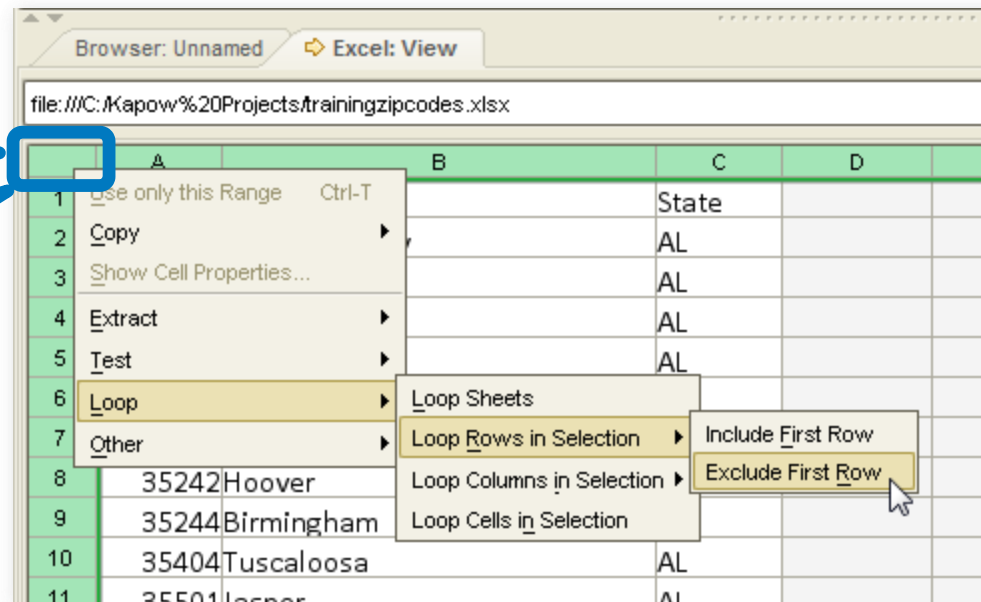 Browser: Unnamed Excel: View
file:///C:/Kapow%20Projects/trainingzipcodes.xlsx
A B C D
1 Use only this Range Ctrl-T State
2 Copy AL
3 Show Cell Properties... AL
4 Extract AL
5 Test AL
6 Loop Loop Sheets
7 Other Loop Rows in Selection Include First Row
8 35242 Hoover Loop Columns in Selection Exclude First Row
9 35244 Birmingham Loop Cells in Selection
10 35404 Tuscaloosa AL
11 35501 Jasper AL